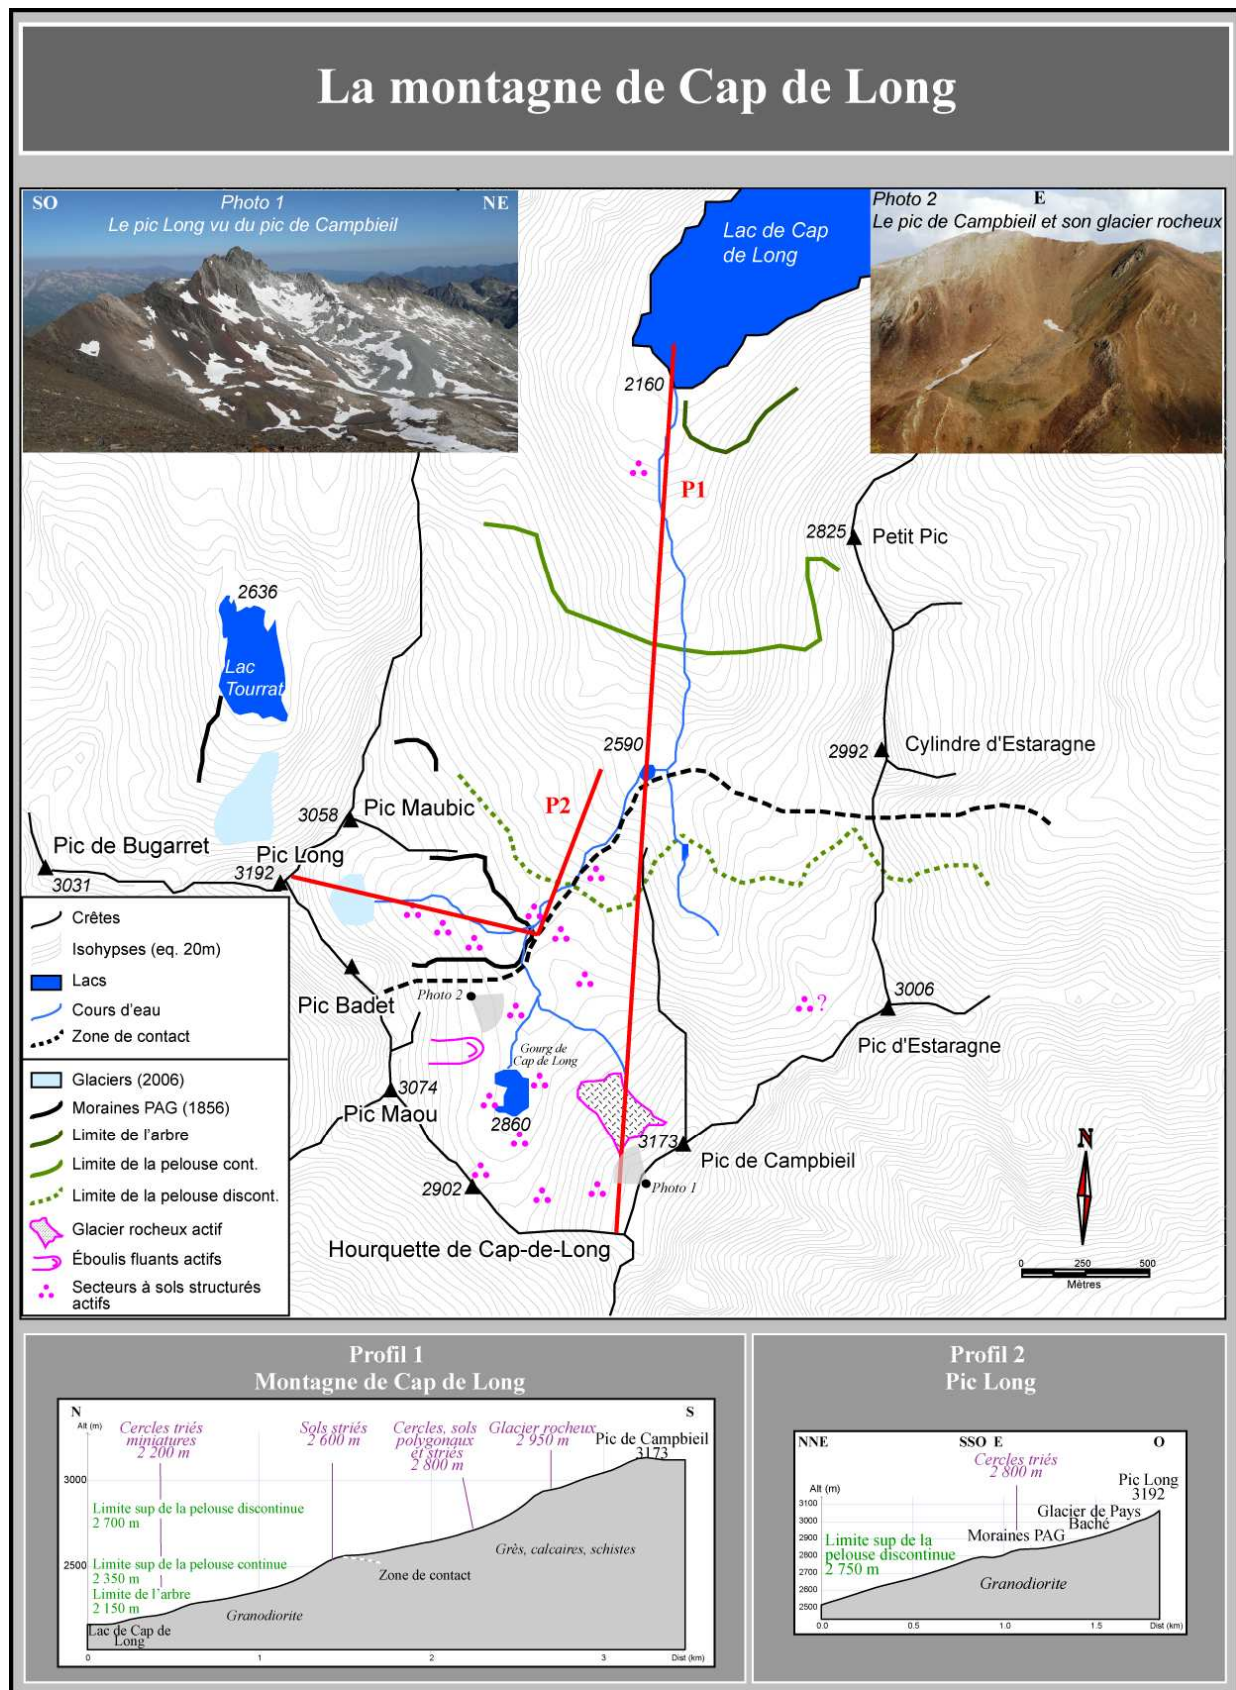 La montagne de Cap de Long
SO
Photo 1
NE
Le pic Long vu du pic de Campbieil
Lac de Cap
de Long
Photo 2
E
Le pic de Campbieil et son glacier rocheux
2160
P1
2825
Petit Pic
2636
Lac
Tourrat
2590
2992
Cylindre d'Estaragne
P2
3058
Pic Maubic
Pic de Bugarret
3031
Pic Long
3192
Crêtes
Isohypses (eq. 20m)
Lacs
Cours d'eau
Zone de contact
Glaciers (2006)
Moraines PAG (1856)
Limite de l'arbre
Limite de la pelouse cont.
Limite de la pelouse discont.
Glacier rocheux actif
Éboulis fluants actifs
Secteurs à sols structurés
actifs
Pic Badet
Photo 2
?
3006
Pic d'Estaragne
Gourg de
Cap de Long
3074
Pic Maou
2860
3173
Pic de Campbieil
2902
Photo 1
Hourquette de Cap-de-Long
N
0 250 500
Mètres
Profil 1
Montagne de Cap de Long
N
S
Alt (m)
Cercles triés
miniatures
2 200 m
Sols striés
2 600 m
Cercles, sols
polygonaux
et striés
2 800 m
Glacier rocheux
2 950 m
Pic de Campbieil
3173
3000
Limite sup de la pelouse discontinue
2 700 m
2500
Limite sup de la pelouse continue
2 350 m
Limite de l'arbre
2 150 m
Grès, calcaires, schistes
Zone de contact
Granodiorite
Lac de Cap de
Long
0 1 2 3 Dist (km)
Profil 2
Pic Long
NNE
SSO E
O
Cercles triés
2 800 m
Pic Long
3192
Alt (m)
3100
3000
2900
2800
2700
2600
2500
Glacier de Pays
Baché
Moraines PAG
Limite sup de la
pelouse discontinue
2 750 m
Granodiorite
0.0 0.5 1.0 1.5 Dist (km)